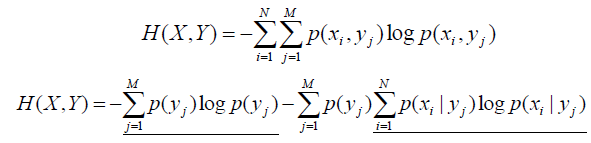 H(X,Y) = −∑_{i=1}^{N} ∑_{j=1}^{M} p(x_i, y_j) log p(x_i, y_j)
H(X,Y) = −∑_{j=1}^{M} p(y_j) log p(y_j) − ∑_{j=1}^{M} p(y_j) ∑_{i=1}^{N} p(x_i | y_j) log p(x_i | y_j)